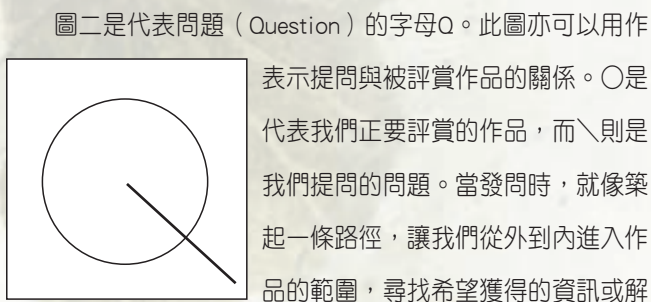 圖二是代表問題（Question）的字母Q。此圖亦可以用作
表示提問與被評賞作品的關係。○是
代表我們正要評賞的作品，而╲則是
我們提問的問題。當發問時，就像築
起一條路徑，讓我們從外到內進入作
品的範圍，尋找希望獲得的資訊或解